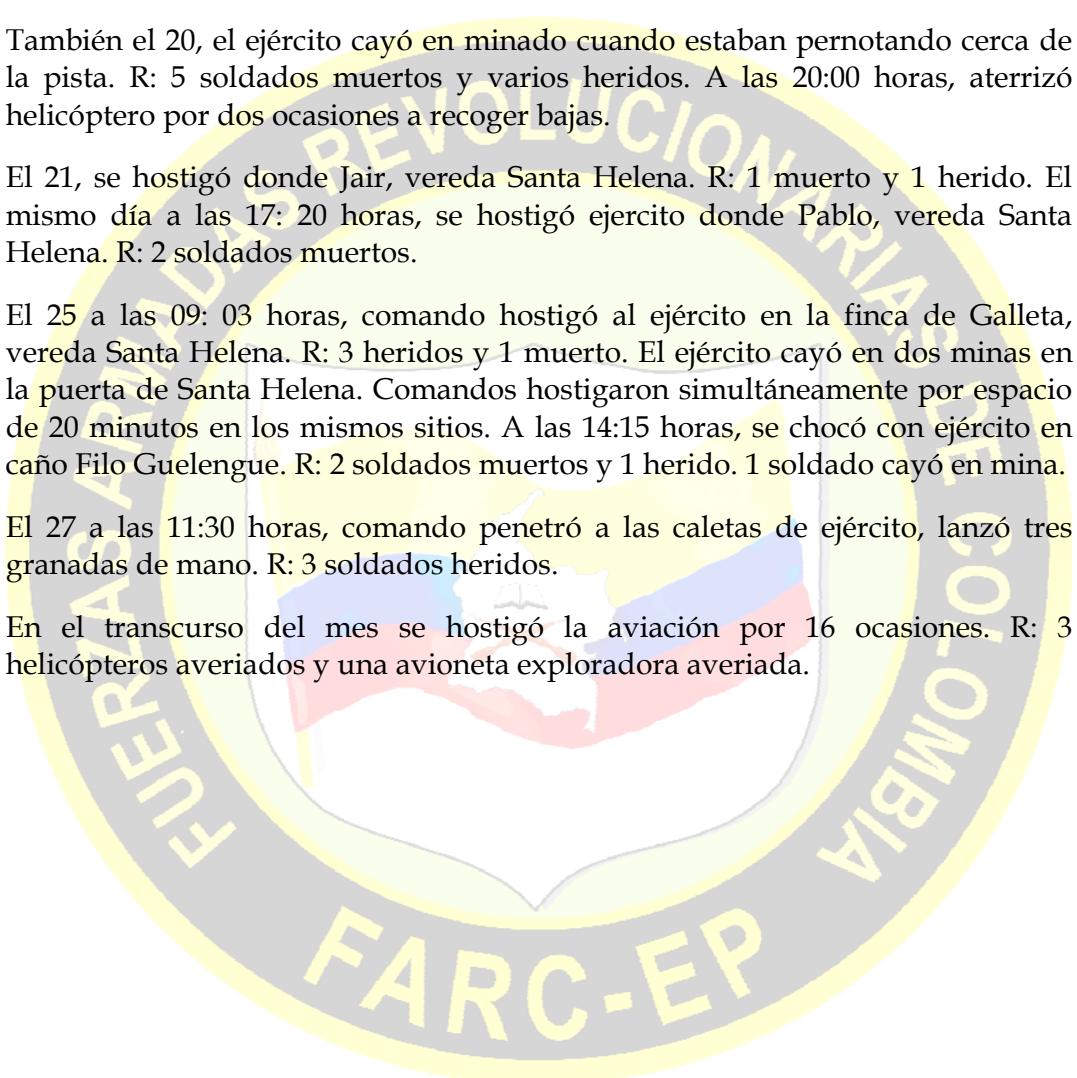 También el 20, el ejército cayó en minado cuando estaban pernotando cerca de
la pista. R: 5 soldados muertos y varios heridos. A las 20:00 horas, aterrizó
helicóptero por dos ocasiones a recoger bajas.
El 21, se hostigó donde Jair, vereda Santa Helena. R: 1 muerto y 1 herido. El
mismo día a las 17: 20 horas, se hostigó ejercito donde Pablo, vereda Santa
Helena. R: 2 soldados muertos.
El 25 a las 09: 03 horas, comando hostigó al ejército en la finca de Galleta,
vereda Santa Helena. R: 3 heridos y 1 muerto. El ejército cayó en dos minas en
la puerta de Santa Helena. Comandos hostigaron simultáneamente por espacio
de 20 minutos en los mismos sitios. A las 14:15 horas, se chocó con ejército en
caño Filo Guelengue. R: 2 soldados muertos y 1 herido. 1 soldado cayó en mina.
El 27 a las 11:30 horas, comando penetró a las caletas de ejército, lanzó tres
granadas de mano. R: 3 soldados heridos.
En el transcurso del mes se hostigó la aviación por 16 ocasiones. R: 3
helicópteros averiados y una avioneta exploradora averiada.
FUERZAS ARMADAS REVOLUCIONARIAS DE COLOMBIA
FARC-EP